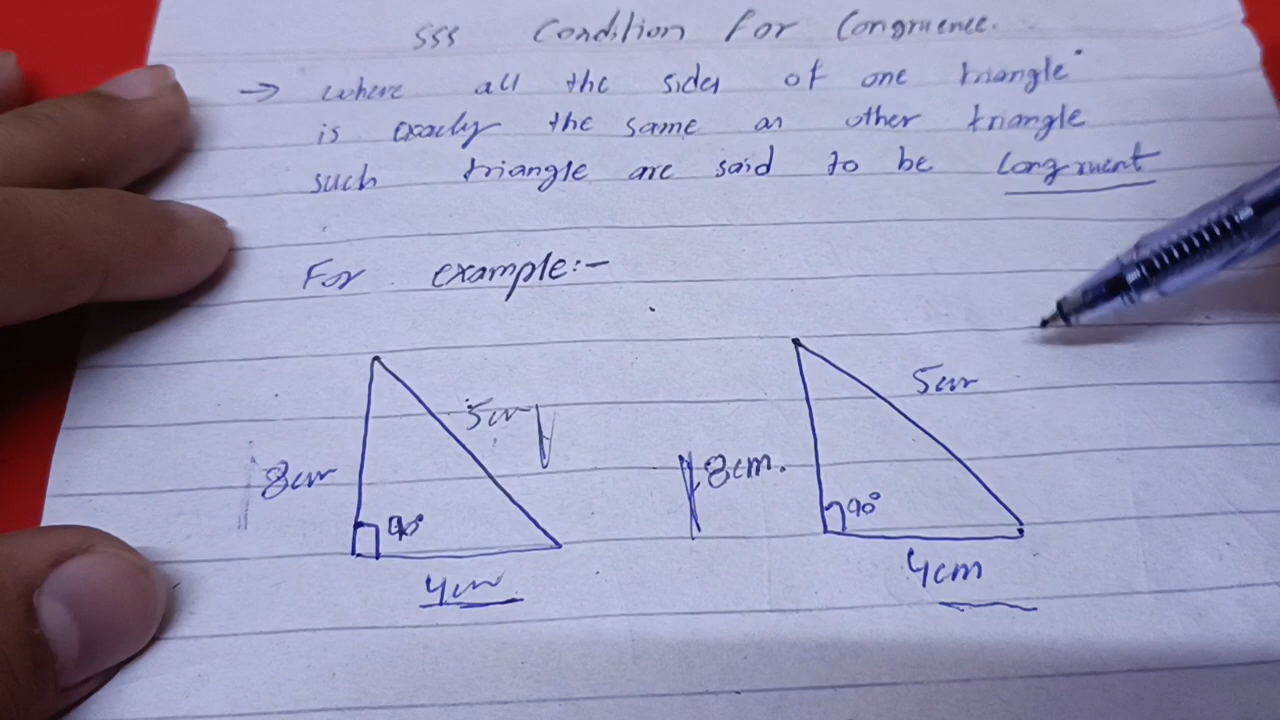 SSS Condition For Congruence.
→ where all the sides of one triangle
is exacly the same as other triangle
such triangle are said to be Congruent
For example:-
5cm
5cm
8cm
8cm.
90°
90°
4cm
4cm